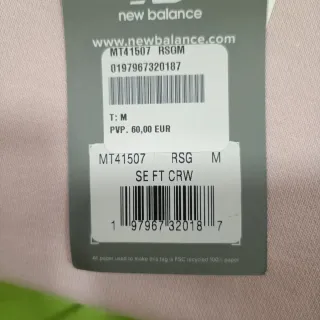 new balance
www.newbalance.com
MT41507 RSGM
0197967320187
T: M
PVP. 60,00 EUR
MT41507 RSG M
SE FT CRW
1 97967 32018 7